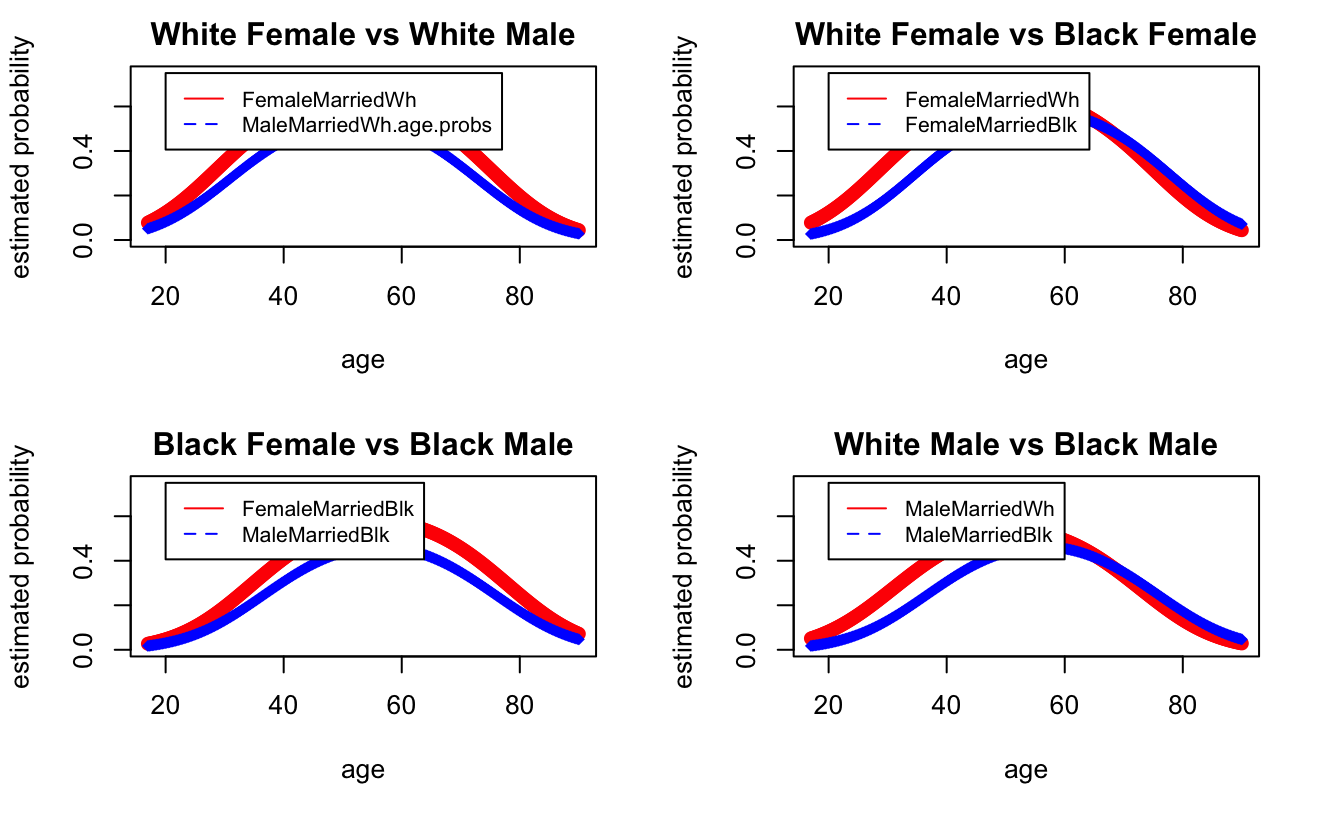 White Female vs White Male
estimated probability
0.4
0.0
FemaleMarriedWh
MaleMarriedWh.age.probs
20 40 60 80
age
White Female vs Black Female
estimated probability
0.4
0.0
FemaleMarriedWh
FemaleMarriedBlk
20 40 60 80
age
Black Female vs Black Male
estimated probability
0.4
0.0
FemaleMarriedBlk
MaleMarriedBlk
20 40 60 80
age
White Male vs Black Male
estimated probability
0.4
0.0
MaleMarriedWh
MaleMarriedBlk
20 40 60 80
age